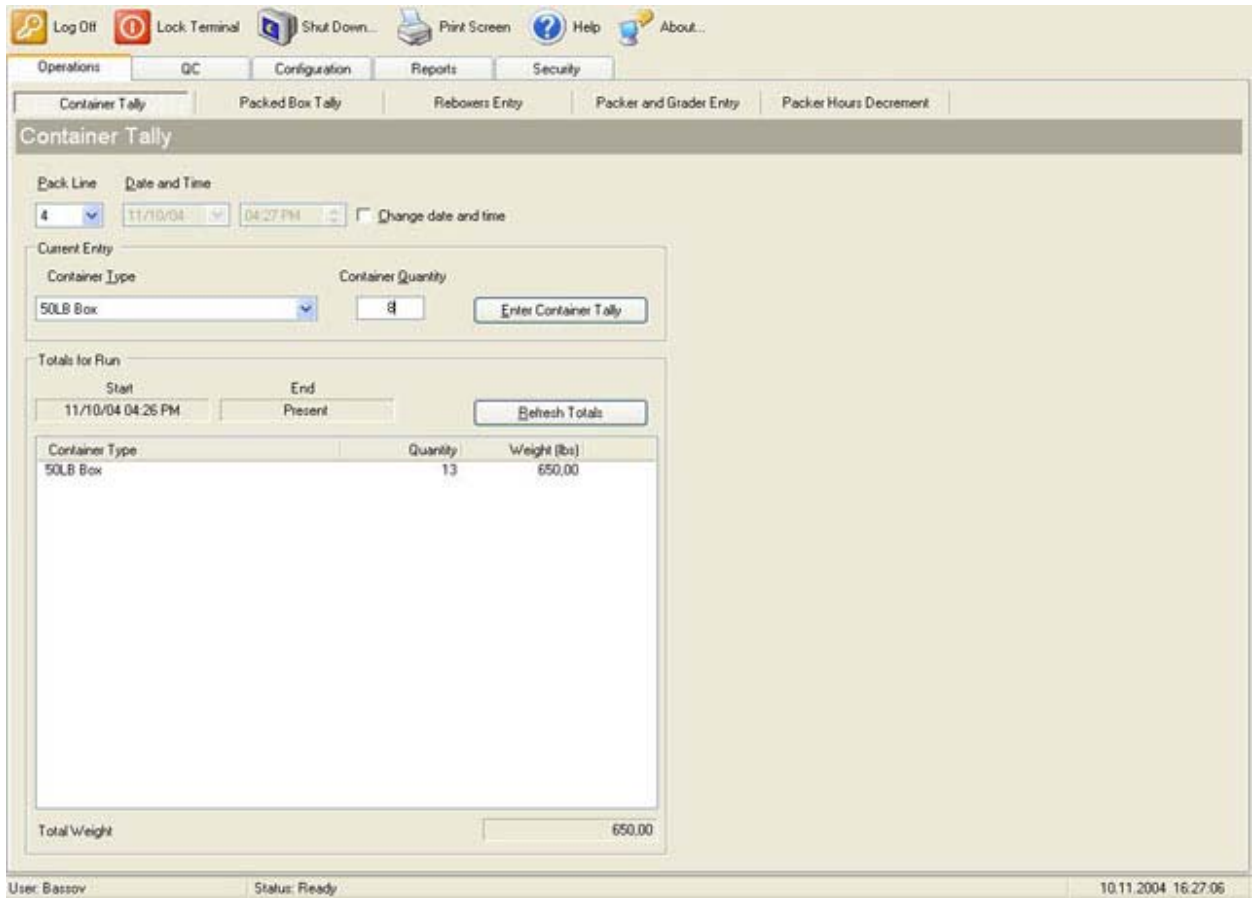 Log Off Lock Terminal Shut Down... Print Screen Help About...
Operations QC Configuration Reports Security
Container Tally Packed Box Tally Reboxers Entry Packer and Grader Entry Packer Hours Decrement
Container Tally
Pack Line Date and Time
4 11/10/04 04:27 PM Change date and time
Current Entry
Container Type Container Quantity
50LB Box 8 Enter Container Tally
Totals for Run
Start End
11/10/04 04:26 PM Present Refresh Totals
Container Type Quantity Weight (lbs)
50LB Box 13 650,00
Total Weight 650,00
User: Bassov Status: Ready 10.11.2004 16:27:06